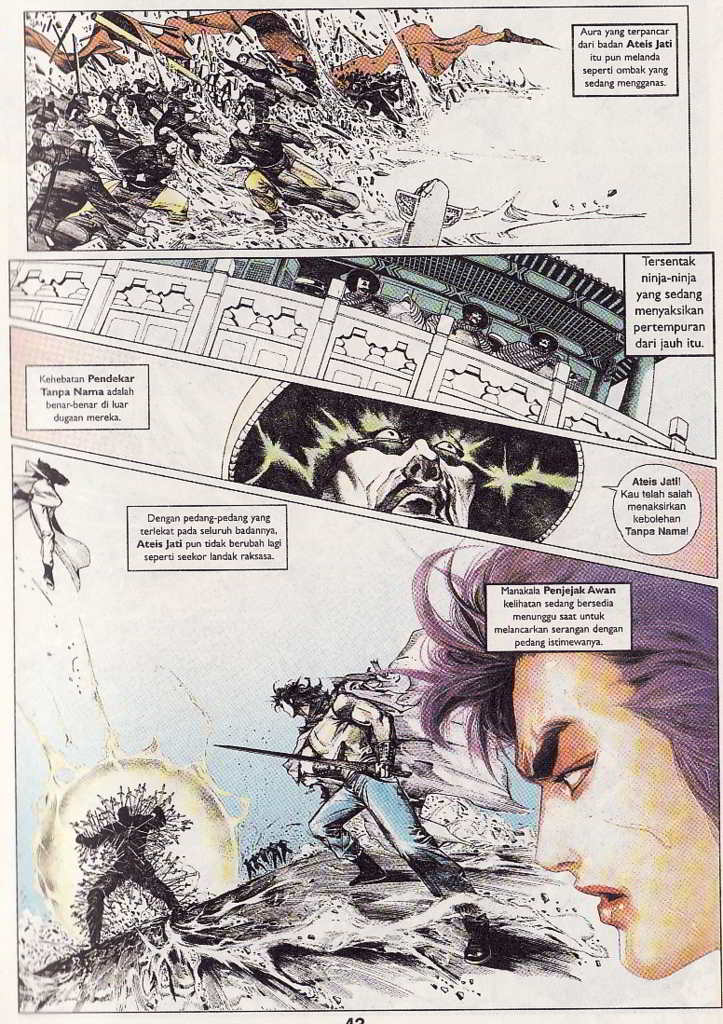 Aura yang terpancar
dari badan Ateis Jati
itu pun melanda
seperti ombak yang
sedang mengganas.
Tersentak
ninja-ninja
yang sedang
menyaksikan
pertempuran
dari jauh itu.
Kehebatan Pendekar
Tanpa Nama adalah
benar-benar di luar
dugaan mereka.
Ateis Jati!
Kau telah salah
menaksirkan
kebolehan
Tanpa Nama!
Dengan pedang-pedang yang
terlekat pada seluruh badannya,
Ateis Jati pun tidak berubah lagi
seperti seekor landak raksasa.
Manakala Penjejak Awan
kelihatan sedang bersedia
menunggu saat untuk
melancarkan serangan dengan
pedang istimewanya.